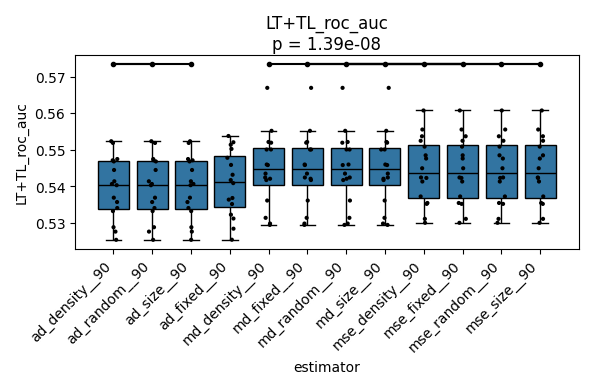 LT+TL_roc_auc
p = 1.39e-08
LT+TL_roc_auc
0.57
0.56
0.55
0.54
0.53
ad_density__90
ad_random__90
ad_size__90
ad_fixed__90
md_density__90
md_fixed__90
md_random__90
md_size__90
mse_density__90
mse_fixed__90
mse_random__90
mse_size__90
estimator